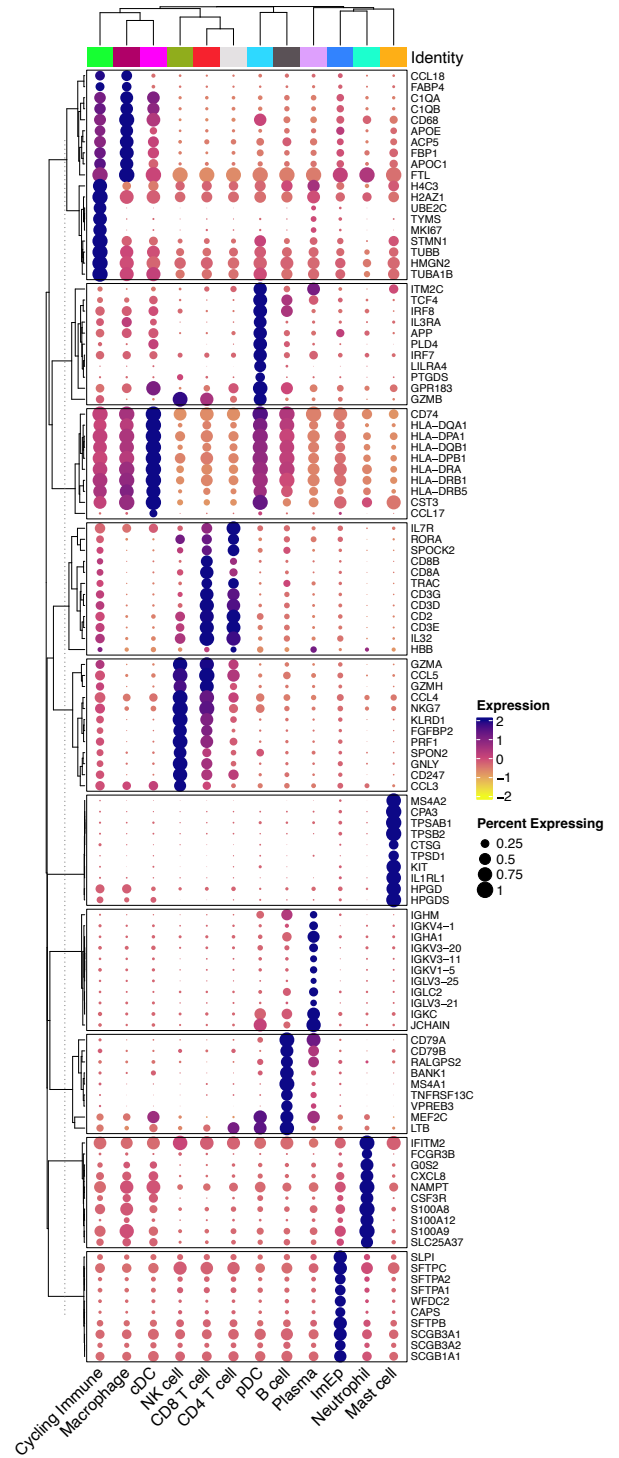 Identity
CCL18
FABP4
C1QA
C1QB
CD68
APOE
ACP5
FBP1
APOC1
FTL
H4C3
H2AZ1
UBE2C
TYMS
MKI67
STMN1
TUBB
HMGN2
TUBA1B
ITM2C
TCF4
IRF8
IL3RA
APP
PLD4
IRF7
LILRA4
PTGDS
GPR183
GZMB
CD74
HLA-DQA1
HLA-DPA1
HLA-DQB1
HLA-DPB1
HLA-DRA
HLA-DRB1
HLA-DRB5
CST3
CCL17
IL7R
RORA
SPOCK2
CD8B
CD8A
TRAC
CD3G
CD3D
CD2
CD3E
IL32
HBB
GZMA
CCL5
GZMH
CCL4
NKG7
KLRD1
FGFBP2
PRF1
SPON2
GNLY
CD247
CCL3
MS4A2
CPA3
TPSAB1
TPSB2
CTSG
TPSD1
KIT
IL1RL1
HPGD
HPGDS
IGHM
IGKV4-1
IGHA1
IGKV3-20
IGKV3-11
IGKV1-5
IGLV3-25
IGLC2
IGLV3-21
IGKC
JCHAIN
CD79A
CD79B
RALGPS2
BANK1
MS4A1
TNFRSF13C
VPREB3
MEF2C
LTB
IFITM2
FCGR3B
G0S2
CXCL8
NAMPT
CSF3R
S100A8
S100A12
S100A9
SLC25A37
SLPI
SFTPC
SFTPA2
SFTPA1
WFDC2
CAPS
SFTPB
SCGB3A1
SCGB3A2
SCGB1A1
Cycling Immune
Macrophage
cDC
NK cell
CD8 T cell
CD4 T cell
pDC
B cell
Plasma
ImEp
Neutrophil
Mast cell
Expression
2
1
0
−1
−2
Percent Expressing
0.25
0.5
0.75
1